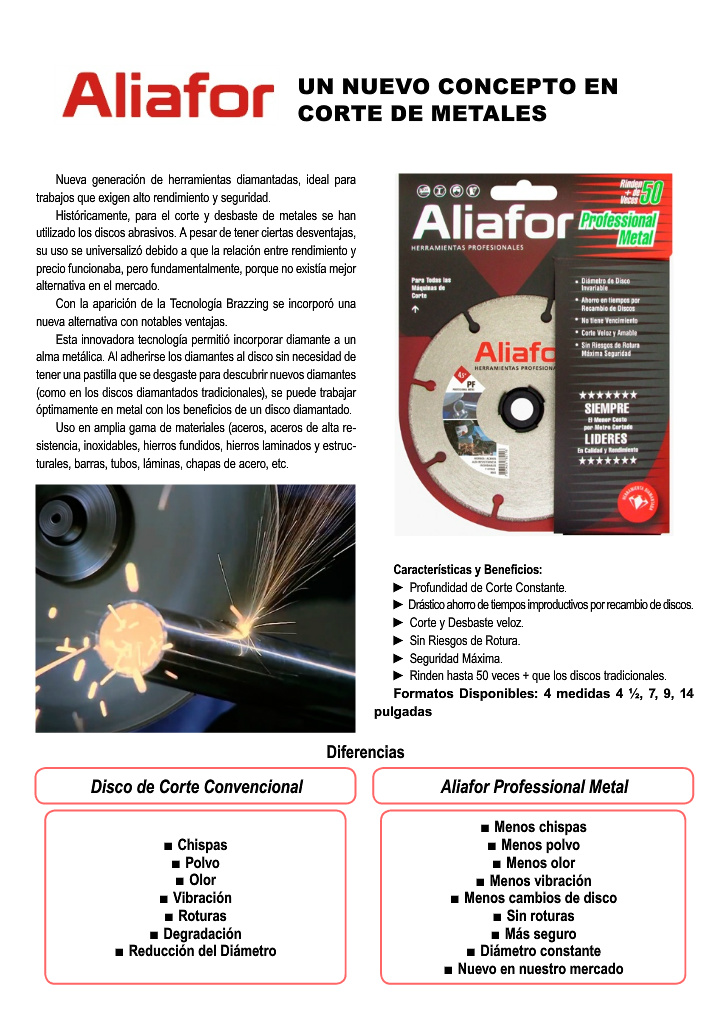 Aliafor
UN NUEVO CONCEPTO EN
CORTE DE METALES
Nueva generación de herramientas diamantadas, ideal para
trabajos que exigen alto rendimiento y seguridad.
Históricamente, para el corte y desbaste de metales se han
utilizado los discos abrasivos. A pesar de tener ciertas desventajas,
su uso se universalizó debido a que la relación entre rendimiento y
precio funcionaba, pero fundamentalmente, porque no existía mejor
alternativa en el mercado.
Con la aparición de la Tecnología Brazzing se incorporó una
nueva alternativa con notables ventajas.
Esta innovadora tecnología permitió incorporar diamante a un
alma metálica. Al adherirse los diamantes al disco sin necesidad de
tener una pastilla que se desgaste para descubrir nuevos diamantes
(como en los discos diamantados tradicionales), se puede trabajar
óptimamente en metal con los beneficios de un disco diamantado.
Uso en amplia gama de materiales (aceros, aceros de alta re-
sistencia, inoxidables, hierros fundidos, hierros laminados y estruc-
turales, barras, tubos, láminas, chapas de acero, etc.
Rinden
+ de
Veces
50
Aliafor
HERRAMIENTAS PROFESIONALES
Professional
Metal
Para Todas las
Máquinas de
Corte
• Diámetro de Disco
Invariable
• Ahorro en tiempos por
Recambio de Discos
• No tiene Vencimiento
• Corte Veloz y Amable
• Sin Riesgos de Rotura
Máxima Seguridad
Aliafo
HERRAMIENTAS PROFESIONA
4,5"
PF
SIEMPRE
El Menor Costo
por Metro Cortado
LIDERES
En Calidad y Rendimiento
HERRAMIENTA DIAMANTADA
Características y Beneficios:
► Profundidad de Corte Constante.
► Drástico ahorro de tiempos improductivos por recambio de discos.
► Corte y Desbaste veloz.
► Sin Riesgos de Rotura.
► Seguridad Máxima.
► Rinden hasta 50 veces + que los discos tradicionales.
Formatos Disponibles: 4 medidas 4 ½, 7, 9, 14
pulgadas
Diferencias
Disco de Corte Convencional
■ Chispas
■ Polvo
■ Olor
■ Vibración
■ Roturas
■ Degradación
■ Reducción del Diámetro
Aliafor Professional Metal
■ Menos chispas
■ Menos polvo
■ Menos olor
■ Menos vibración
■ Menos cambios de disco
■ Sin roturas
■ Más seguro
■ Diámetro constante
■ Nuevo en nuestro mercado